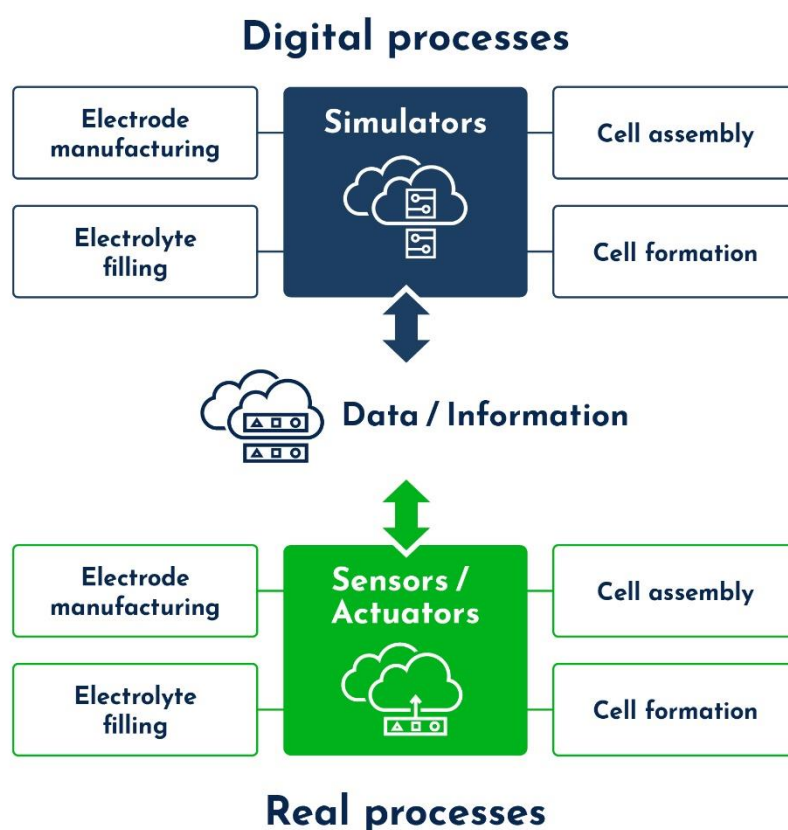 Digital processes
Electrode
manufacturing
Simulators
Cell assembly
Electrolyte
filling
Cell formation
Data / Information
Electrode
manufacturing
Sensors /
Actuators
Cell assembly
Electrolyte
filling
Cell formation
Real processes